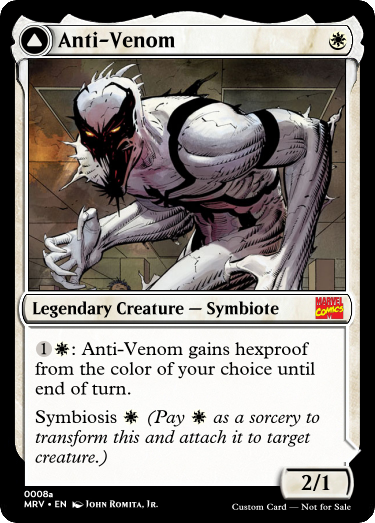 Anti-Venom
Legendary Creature — Symbiote
MARVEL
COMICS
1: Anti-Venom gains hexproof
from the color of your choice until
end of turn.
Symbiosis (Pay as a sorcery to
transform this and attach it to target
creature.)
2/1
0008a
MRV • EN JOHN ROMITA, JR.
Custom Card — Not for Sale